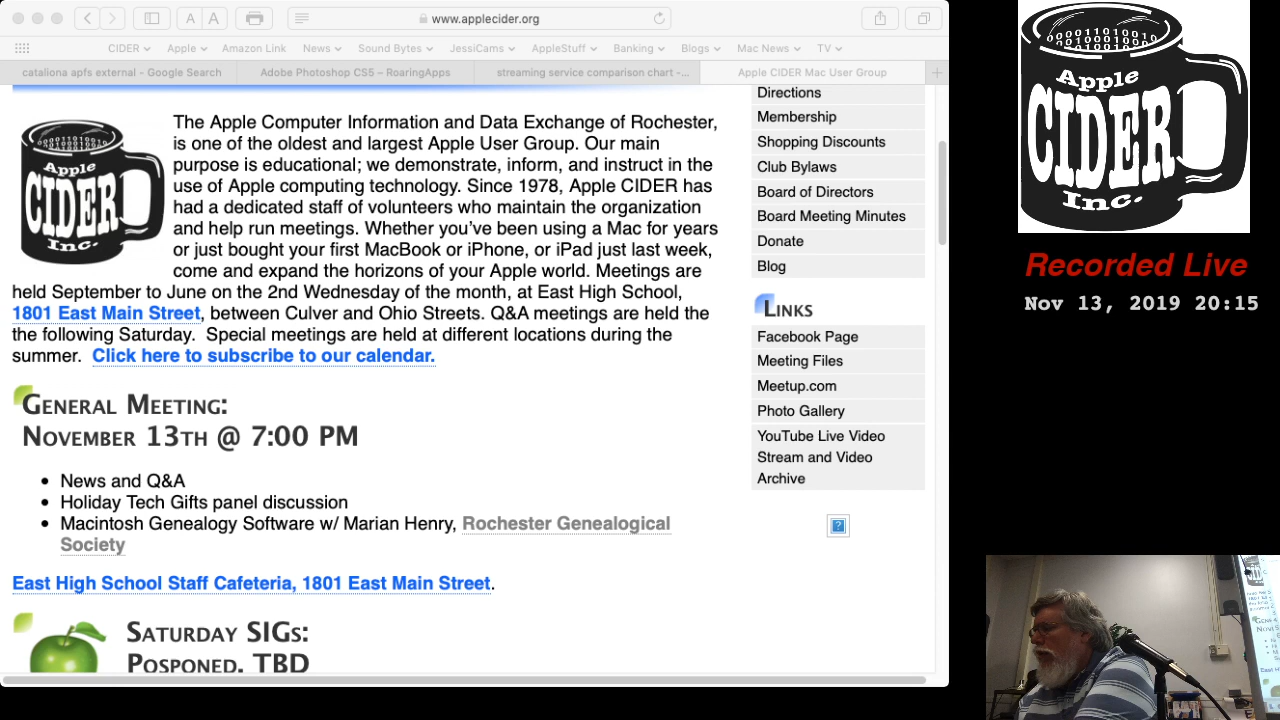 www.applecider.org
A A
CIDER Apple Amazon Link News Sound Bytes JessiCams AppleStuff Banking Blogs Mac News TV
cataliona apfs external - Google Search
Adobe Photoshop CS5 – RoaringApps
streaming service comparison chart -...
Apple CIDER Mac User Group
Apple
CIDER
Inc.
The Apple Computer Information and Data Exchange of Rochester,
is one of the oldest and largest Apple User Group. Our main
purpose is educational; we demonstrate, inform, and instruct in the
use of Apple computing technology. Since 1978, Apple CIDER has
had a dedicated staff of volunteers who maintain the organization
and help run meetings. Whether you’ve been using a Mac for years
or just bought your first MacBook or iPhone, or iPad just last week,
come and expand the horizons of your Apple world. Meetings are
held September to June on the 2nd Wednesday of the month, at East High School,
1801 East Main Street, between Culver and Ohio Streets. Q&A meetings are held the
the following Saturday. Special meetings are held at different locations during the
summer. Click here to subscribe to our calendar.
General Meeting:
November 13th @ 7:00 PM
• News and Q&A
• Holiday Tech Gifts panel discussion
• Macintosh Genealogy Software w/ Marian Henry, Rochester Genealogical
Society
East High School Staff Cafeteria, 1801 East Main Street.
Saturday SIGs:
Posponed. TBD
Directions
Membership
Shopping Discounts
Club Bylaws
Board of Directors
Board Meeting Minutes
Donate
Blog
Links
Facebook Page
Meeting Files
Meetup.com
Photo Gallery
YouTube Live Video
Stream and Video
Archive
?
Apple
CIDER
Inc.
Recorded Live
Nov 13, 2019 20:15